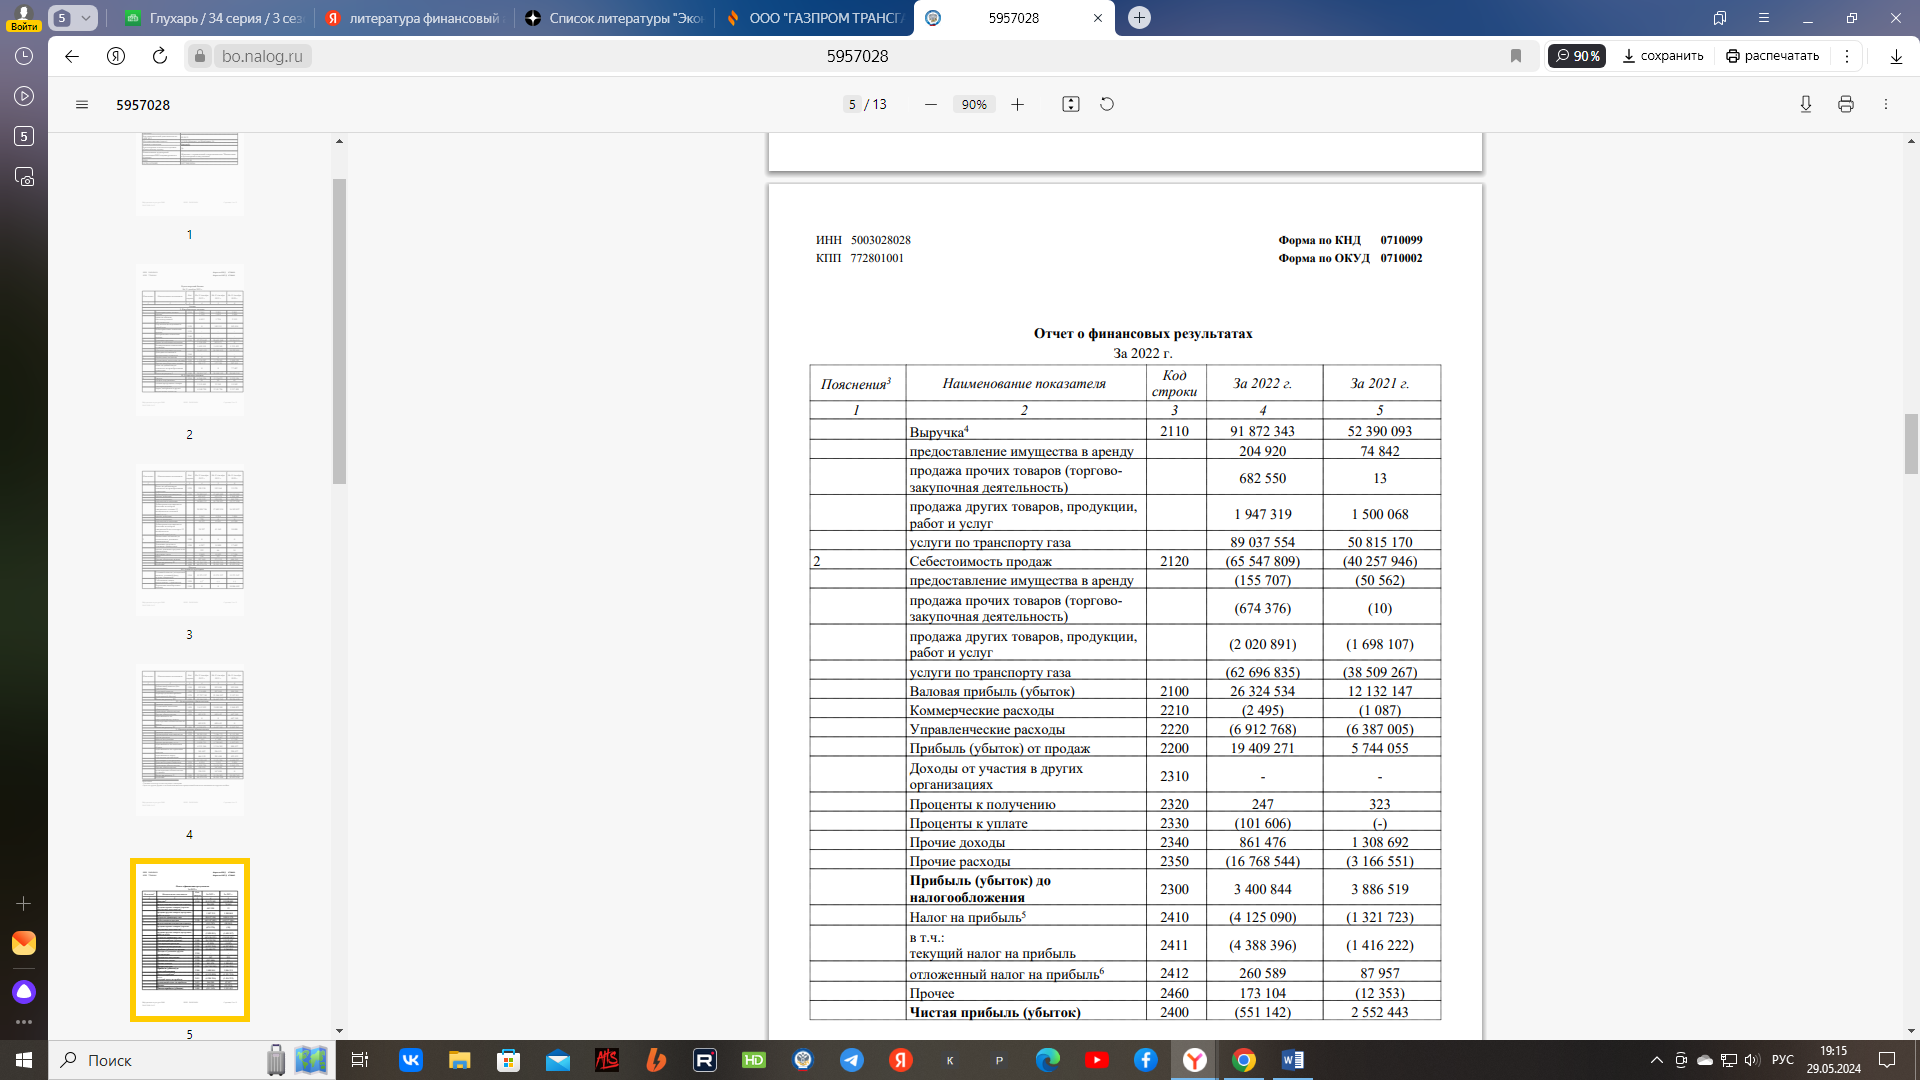 Войти
5
Глухарь / 34 серия / 3 сез
литература финансовый
Список литературы "Экон
ООО "ГАЗПРОМ ТРАНСГА
5957028
bo.nalog.ru
5957028
90%
сохранить
распечатать
5957028
5 / 13
90%
5
1
2
3
4
5
ИНН 5003028028
КПП 772801001
Форма по КНД 0710099
Форма по ОКУД 0710002
Отчет о финансовых результатах
За 2022 г.
Пояснения3 Наименование показателя Код строки За 2022 г. За 2021 г.
1 2 3 4 5
Выручка4 2110 91 872 343 52 390 093
предоставление имущества в аренду 204 920 74 842
продажа прочих товаров (торгово-
закупочная деятельность) 682 550 13
продажа других товаров, продукции,
работ и услуг 1 947 319 1 500 068
услуги по транспорту газа 89 037 554 50 815 170
2 Себестоимость продаж 2120 (65 547 809) (40 257 946)
предоставление имущества в аренду (155 707) (50 562)
продажа прочих товаров (торгово-
закупочная деятельность) (674 376) (10)
продажа других товаров, продукции,
работ и услуг (2 020 891) (1 698 107)
услуги по транспорту газа (62 696 835) (38 509 267)
Валовая прибыль (убыток) 2100 26 324 534 12 132 147
Коммерческие расходы 2210 (2 495) (1 087)
Управленческие расходы 2220 (6 912 768) (6 387 005)
Прибыль (убыток) от продаж 2200 19 409 271 5 744 055
Доходы от участия в других
организациях 2310 - -
Проценты к получению 2320 247 323
Проценты к уплате 2330 (101 606) (-)
Прочие доходы 2340 861 476 1 308 692
Прочие расходы 2350 (16 768 544) (3 166 551)
Прибыль (убыток) до
налогообложения 2300 3 400 844 3 886 519
Налог на прибыль5 2410 (4 125 090) (1 321 723)
в т.ч.:
текущий налог на прибыль 2411 (4 388 396) (1 416 222)
отложенный налог на прибыль6 2412 260 589 87 957
Прочее 2460 173 104 (12 353)
Чистая прибыль (убыток) 2400 (551 142) 2 552 443
Поиск
HD
К
Р
РУС
19:15
29.05.2024